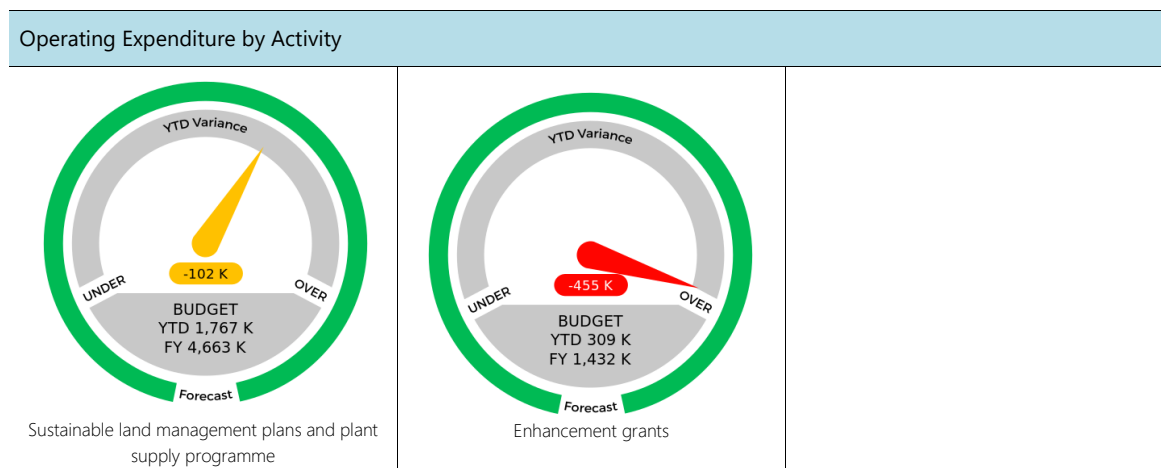 Operating Expenditure by Activity
YTD Variance
-102 K
UNDER
OVER
BUDGET
YTD 1,767 K
FY 4,663 K
Forecast
Sustainable land management plans and plant
supply programme
YTD Variance
-455 K
UNDER
OVER
BUDGET
YTD 309 K
FY 1,432 K
Forecast
Enhancement grants